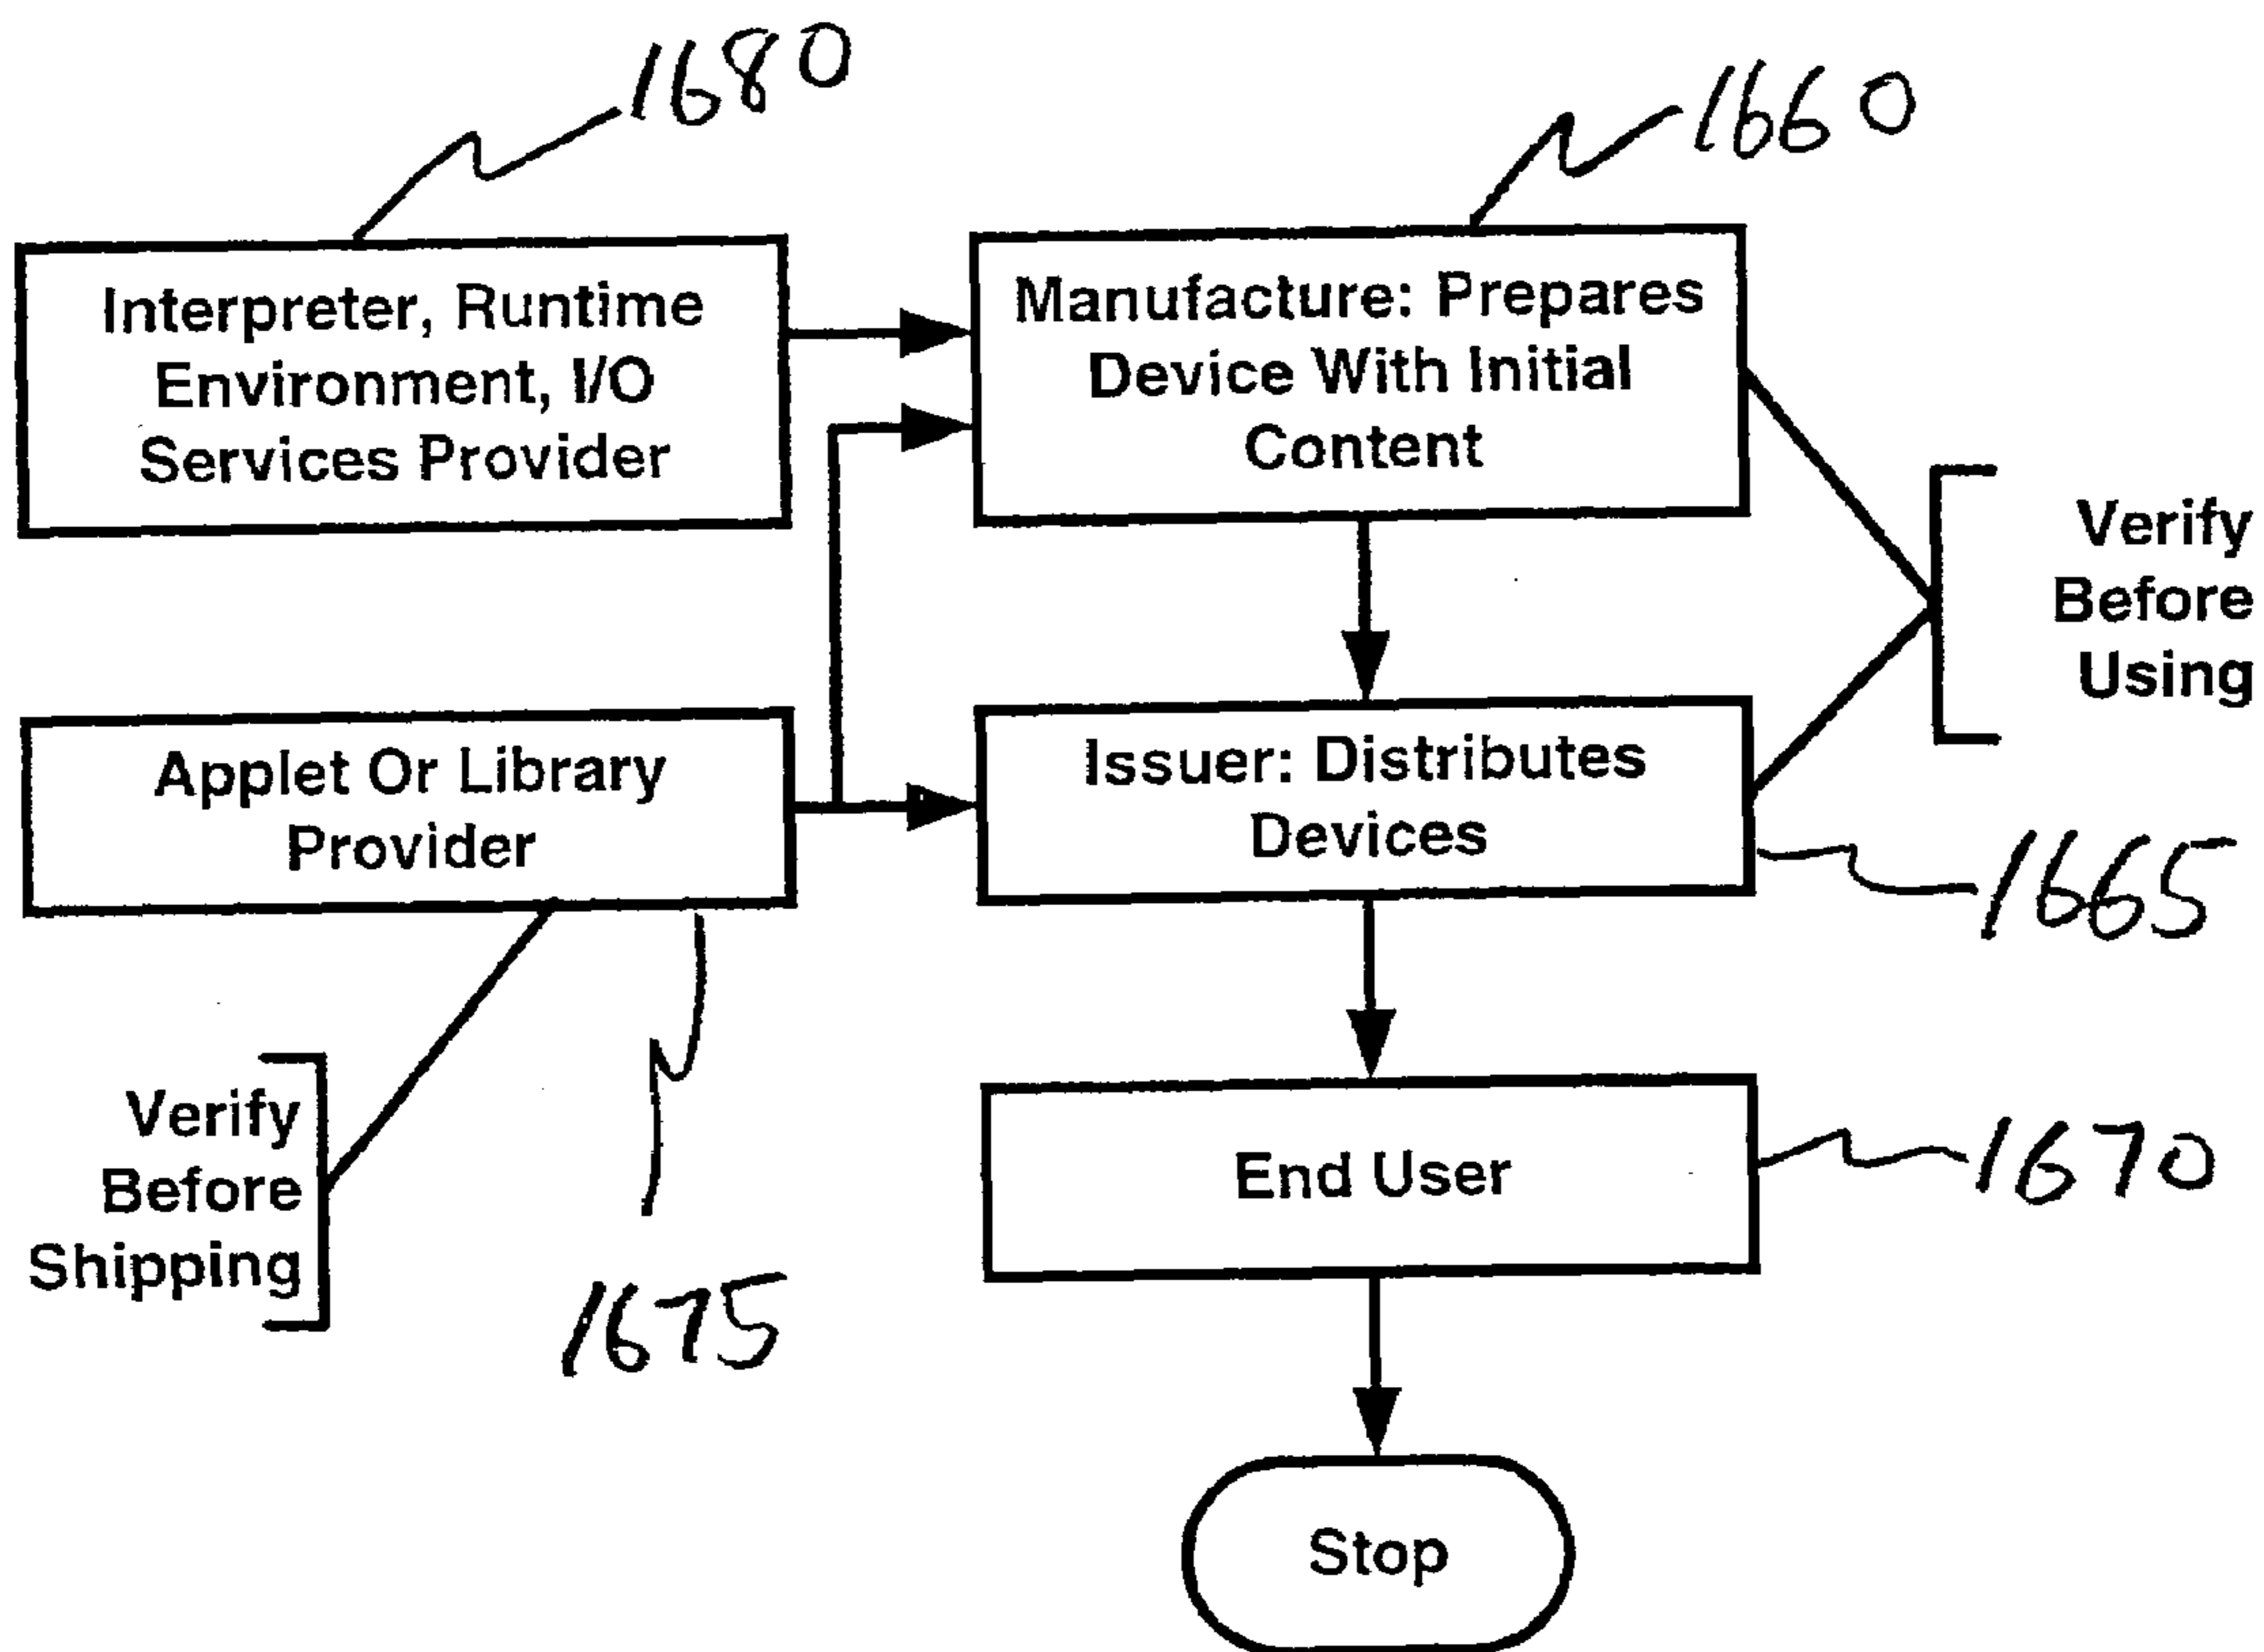 1680
1660
Interpreter, Runtime
Environment, I/O
Services Provider
Manufacture: Prepares
Device With Initial
Content
Verify
Before
Using
Applet Or Library
Provider
Issuer: Distributes
Devices
1665
Verify
Before
Shipping
1675
End User
1670
Stop